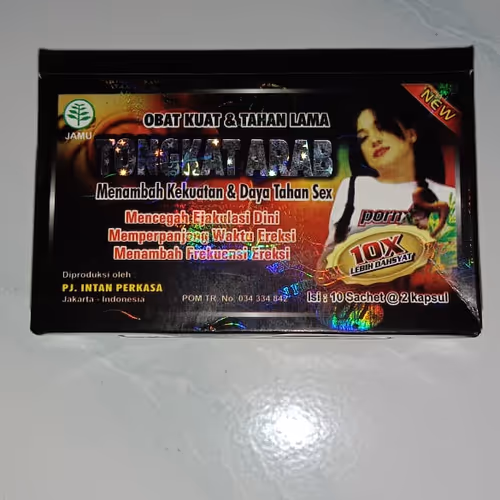 NEW
JAMU
OBAT KUAT & TAHAN LAMA
TONGKAT ARAB
Menambah Kekuatan & Daya Tahan Sex
Mencegah Ejakulasi Dini
Memperpanjang Waktu Ereksi
Menambah Frekuensi Ereksi
10X
LEBIH DAHSYAT
Diproduksi oleh
PJ. INTAN PERKASA
Jakarta - Indonesia
POM TR. No. 034 334 842
Isi : 10 Sachet @ 2 kapsul